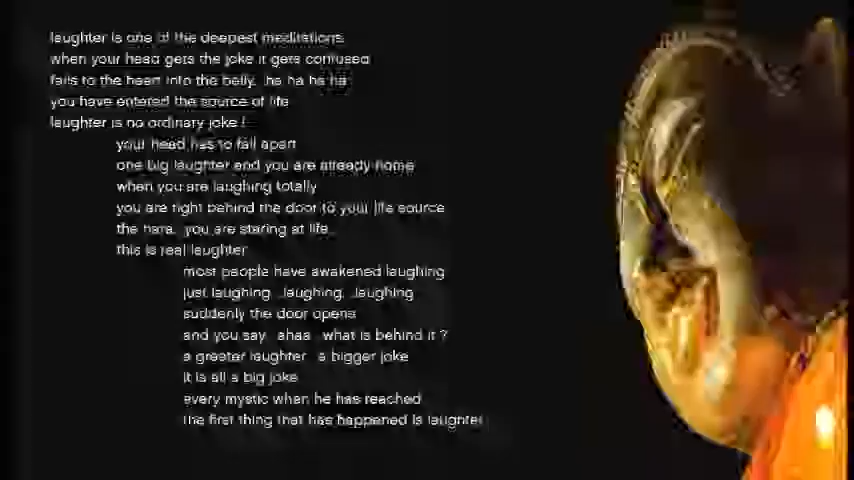 laughter is one of the deepest meditations
when your head gets the joke it gets confused
falls to the heart into the belly. ha ha ha ha
you have entered the source of life
laughter is no ordinary joke !
your head has to fall apart
one big laughter and you are already home
when you are laughing totally
you are right behind the door to your life source
the hara. you are staring at life.
this is real laughter
most people have awakened laughing
just laughing. laughing. laughing
suddenly the door opens
and you say ahaa what is behind it ?
a greater laughter a bigger joke
it is all a big joke
every mystic when he has reached
the first thing that has happened is laughter